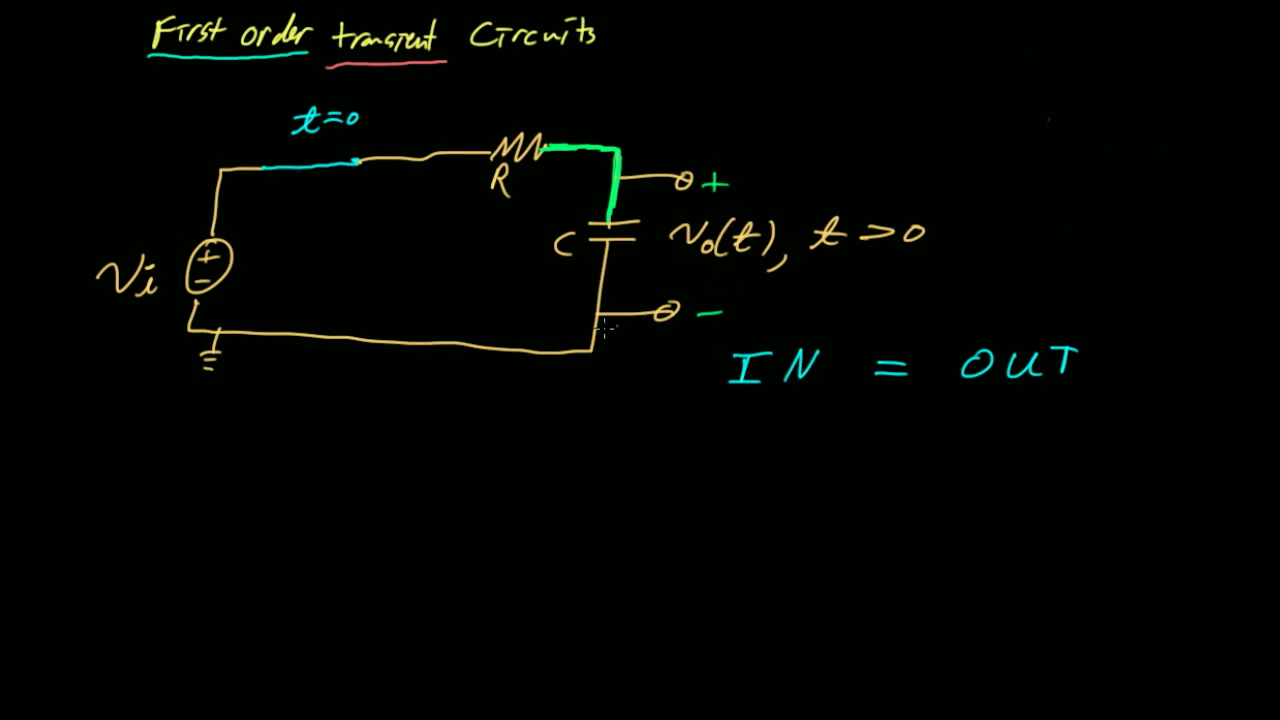 First order transient Circuits
t=0
R
+
C
Vo(t), t>0
Vi
+
-
-
IN = OUT